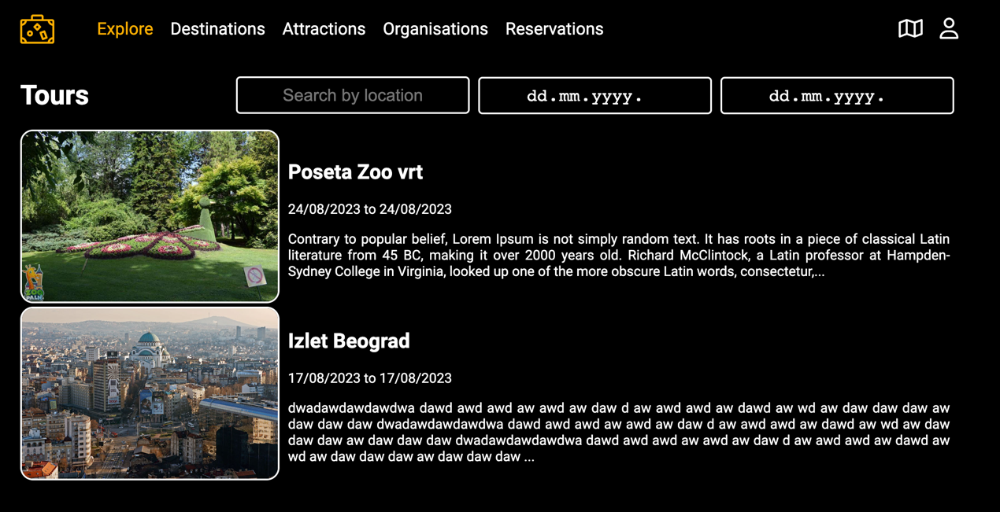 Explore Destinations Attractions Organisations Reservations
Tours
Search by location
dd.mm.yyyy.
dd.mm.yyyy.
Poseta Zoo vrt
24/08/2023 to 24/08/2023
Contrary to popular belief, Lorem Ipsum is not simply random text. It has roots in a piece of classical Latin
literature from 45 BC, making it over 2000 years old. Richard McClintock, a Latin professor at Hampden-
Sydney College in Virginia, looked up one of the more obscure Latin words, consectetur,...
ZOO
PALIĆ
Izlet Beograd
17/08/2023 to 17/08/2023
dwadawdawdawdwa dawd awd awd aw awd aw daw d aw awd awd aw dawd aw wd aw daw daw daw aw
daw daw daw dwadawdawdawdwa dawd awd awd aw awd aw daw d aw awd awd aw dawd aw wd aw daw
daw daw aw daw daw daw dwadawdawdawdwa dawd awd awd aw awd aw daw d aw awd awd aw dawd aw
wd aw daw daw daw aw daw daw daw ...